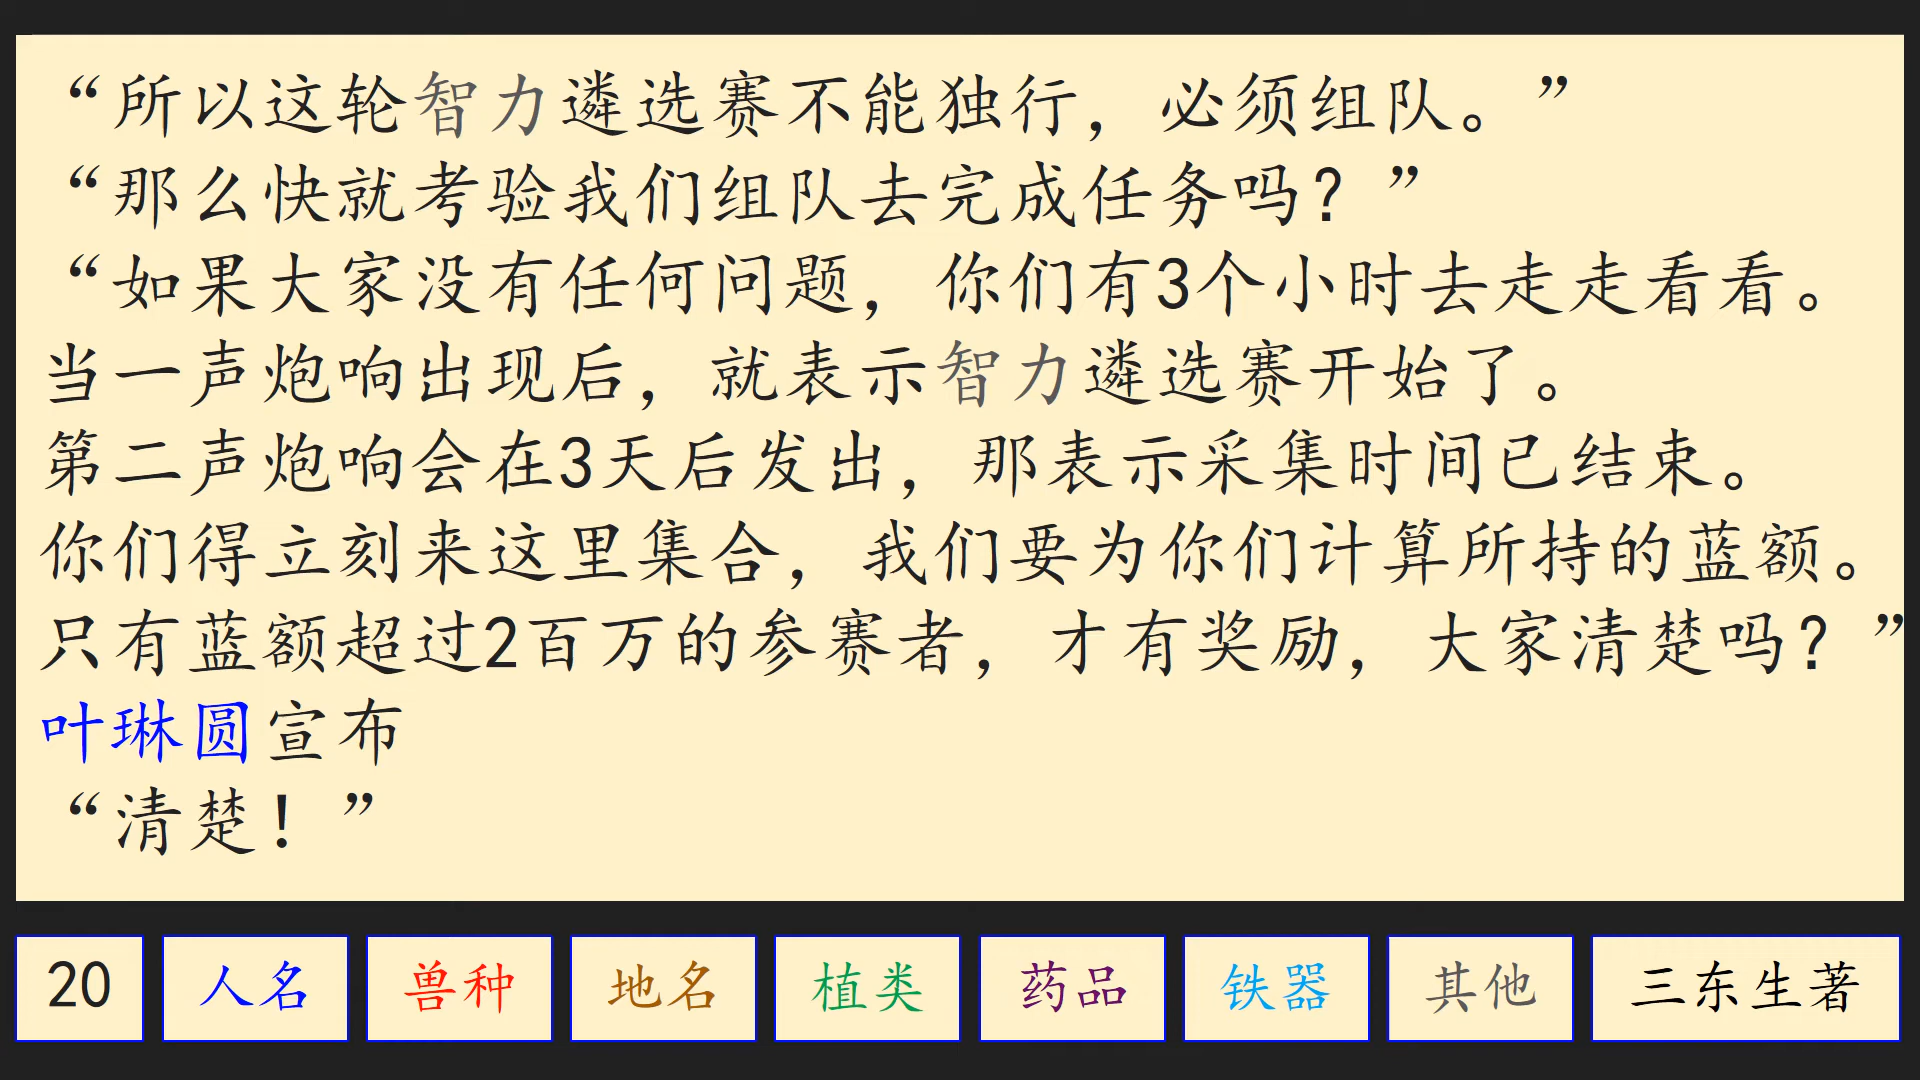 “所以这轮智力遴选赛不能独行，必须组队。”
“那么快就考验我们组队去完成任务吗？”
“如果大家没有任何问题，你们有3个小时去走走看看。
当一声炮响出现后，就表示智力遴选赛开始了。
第二声炮响会在3天后发出，那表示采集时间已结束。
你们得立刻来这里集合，我们要为你们计算所持的蓝额。
只有蓝额超过2百万的参赛者，才有奖励，大家清楚吗？”
叶琳圆宣布
“清楚！”
20 人名 兽种 地名 植类 药品 铁器 其他 三东生著